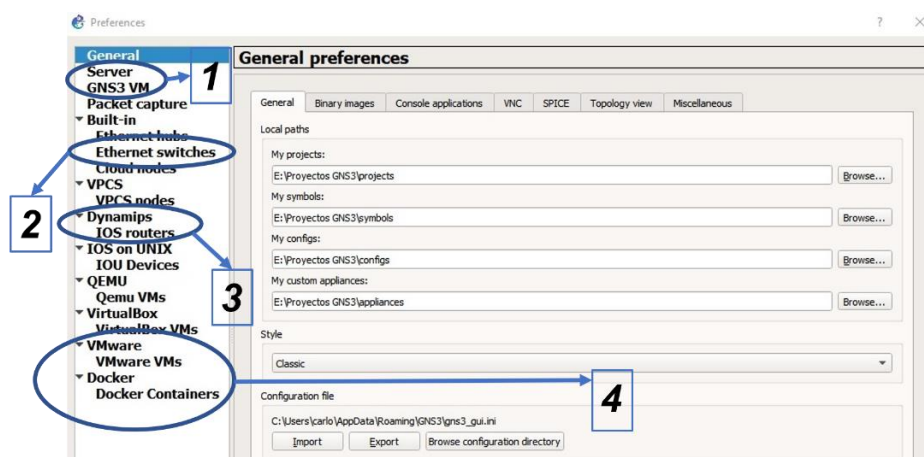 Preferences
? ×
General
Server
GNS3 VM
Packet capture
Built-in
Ethernet hubs
Ethernet switches
Cloud nodes
VPCS
VPCS nodes
Dynamips
IOS routers
IOS on UNIX
IOU Devices
QEMU
Qemu VMs
VirtualBox
VirtualBox VMs
VMware
VMware VMs
Docker
Docker Containers
1
2
3
4
General preferences
General Binary images Console applications VNC SPICE Topology view Miscellaneous
Local paths
My projects:
E:\Proyectos GNS3\projects Browse...
My symbols:
E:\Proyectos GNS3\symbols Browse...
My configs:
E:\Proyectos GNS3\configs Browse...
My custom appliances:
E:\Proyectos GNS3\appliances Browse...
Style
Classic
Configuration file
C:\Users\carlo\AppData\Roaming\GNS3\gns3_gui.ini
Import Export Browse configuration directory